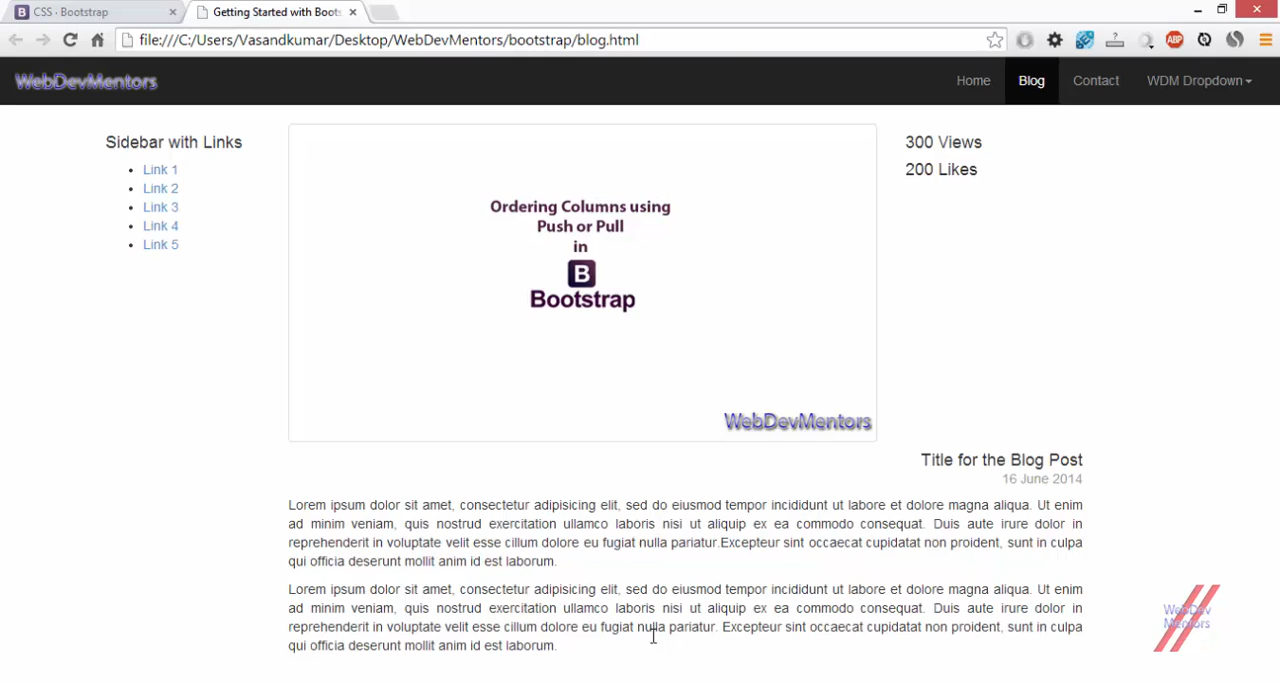 CSS · Bootstrap
Getting Started with Boots
file:///C:/Users/Vasandkumar/Desktop/WebDevMentors/bootstrap/blog.html
ABP
WebDevMentors
Home
Blog
Contact
WDM Dropdown
Sidebar with Links
Link 1
Link 2
Link 3
Link 4
Link 5
Ordering Columns using
Push or Pull
in
B
Bootstrap
WebDevMentors
300 Views
200 Likes
Title for the Blog Post
16 June 2014
Lorem ipsum dolor sit amet, consectetur adipisicing elit, sed do eiusmod tempor incididunt ut labore et dolore magna aliqua. Ut enim
ad minim veniam, quis nostrud exercitation ullamco laboris nisi ut aliquip ex ea commodo consequat. Duis aute irure dolor in
reprehenderit in voluptate velit esse cillum dolore eu fugiat nulla pariatur.Excepteur sint occaecat cupidatat non proident, sunt in culpa
qui officia deserunt mollit anim id est laborum.
Lorem ipsum dolor sit amet, consectetur adipisicing elit, sed do eiusmod tempor incididunt ut labore et dolore magna aliqua. Ut enim
ad minim veniam, quis nostrud exercitation ullamco laboris nisi ut aliquip ex ea commodo consequat. Duis aute irure dolor in
reprehenderit in voluptate velit esse cillum dolore eu fugiat nulla pariatur. Excepteur sint occaecat cupidatat non proident, sunt in culpa
qui officia deserunt mollit anim id est laborum.
WebDev
Mentors